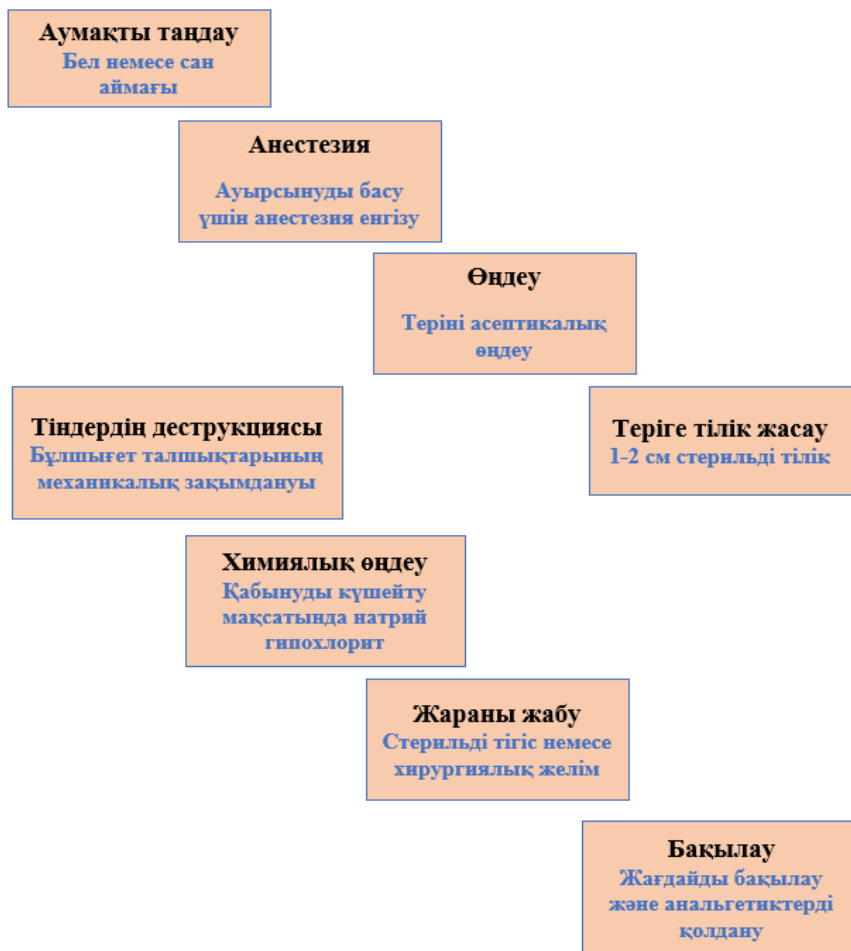 Аумақты таңдау
Бел немесе сан
аймағы
Анестезия
Ауырсынуды басу
үшін анестезия енгізу
Өңдеу
Теріні асептикалық
өңдеу
Теріге тілік жасау
1-2 см стерильді тілік
Тіндердің деструкциясы
Бұлшығет талшықтарының
механикалық зақымдануы
Химиялық өңдеу
Қабынуды күшейту
мақсатында натрий
гипохлорит
Жараны жабу
Стерильді тігіс немесе
хирургиялық желім
Бақылау
Жағдайды бақылау
және анальгетиктерді
қолдану